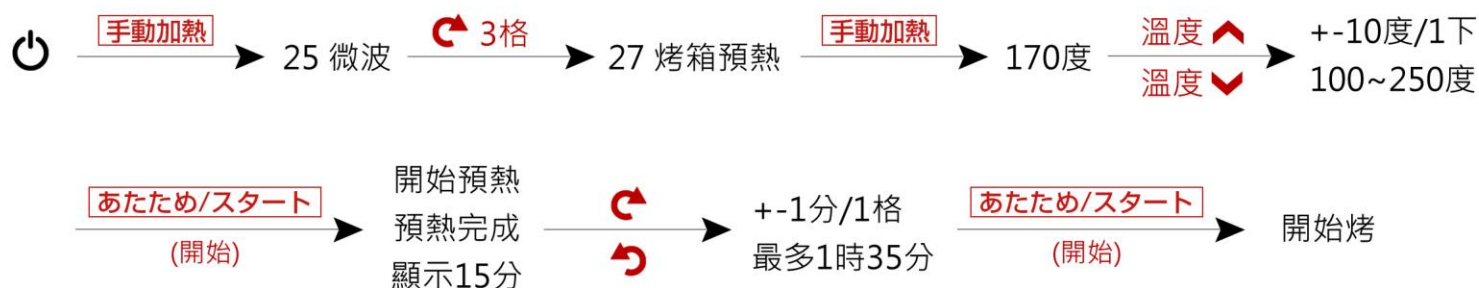 手動加熱
25 微波
3格
27 烤箱預熱
手動加熱
170度
溫度
溫度
+-10度/1下
100~250度
あたため/スタート
(開始)
開始預熱
預熱完成
顯示15分
+-1分/1格
最多1時35分
あたため/スタート
(開始)
開始烤